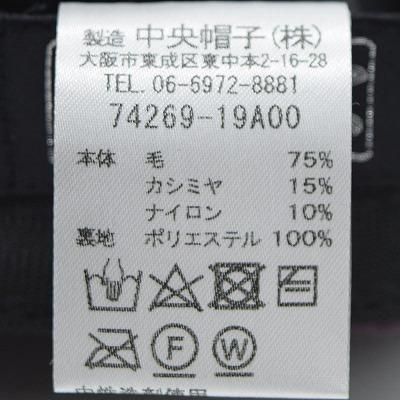 製造 中央帽子(株)
大阪市東成区東中本2-16-28
TEL. 06-6972-8881
74269-19A00
本体 毛 75%
カシミヤ 15%
ナイロン 10%
裏地 ポリエステル 100%
F W